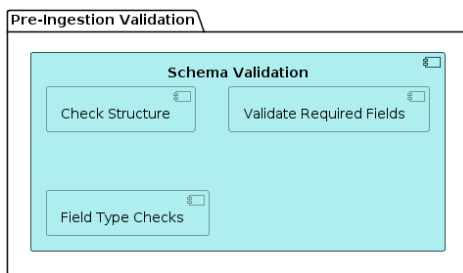 Pre-Ingestion Validation
Schema Validation
Check Structure
Validate Required Fields
Field Type Checks